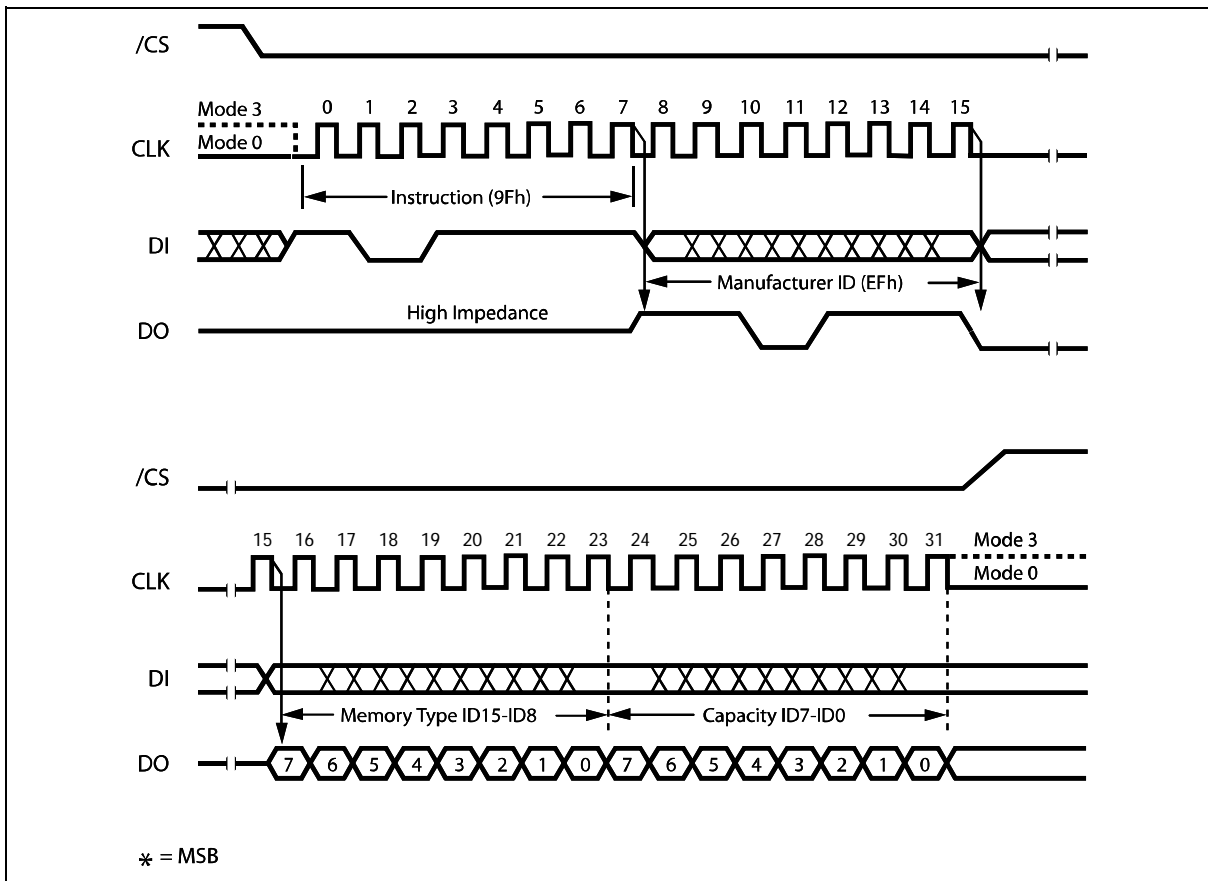 /CS
Mode 3
0 1 2 3 4 5 6 7 8 9 10 11 12 13 14 15
Mode 0
CLK
Instruction (9Fh)
DI
Manufacturer ID (EFh)
High Impedance
DO
/CS
15 16 17 18 19 20 21 22 23 24 25 26 27 28 29 30 31
Mode 3
CLK
Mode 0
DI
Memory Type ID15-ID8
Capacity ID7-ID0
DO
7 6 5 4 3 2 1 0 7 6 5 4 3 2 1 0
* = MSB